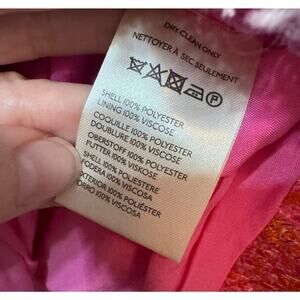 DRY CLEAN ONLY
NETTOYER À SEC SEULEMENT
P
SHELL 100% POLYESTER
LINING 100% VISCOSE
COQUILLE 100% POLYESTER
DOUBLURE 100% VISCOSE
OBERSTOFF 100% POLYESTER
FUTTER 100% VISKOSE
SHELL 100% POLIESTERE
FODERA 100% VISCOSA
EXTERIOR 100% POLIÉSTER
FORRO 100% VISCOSA